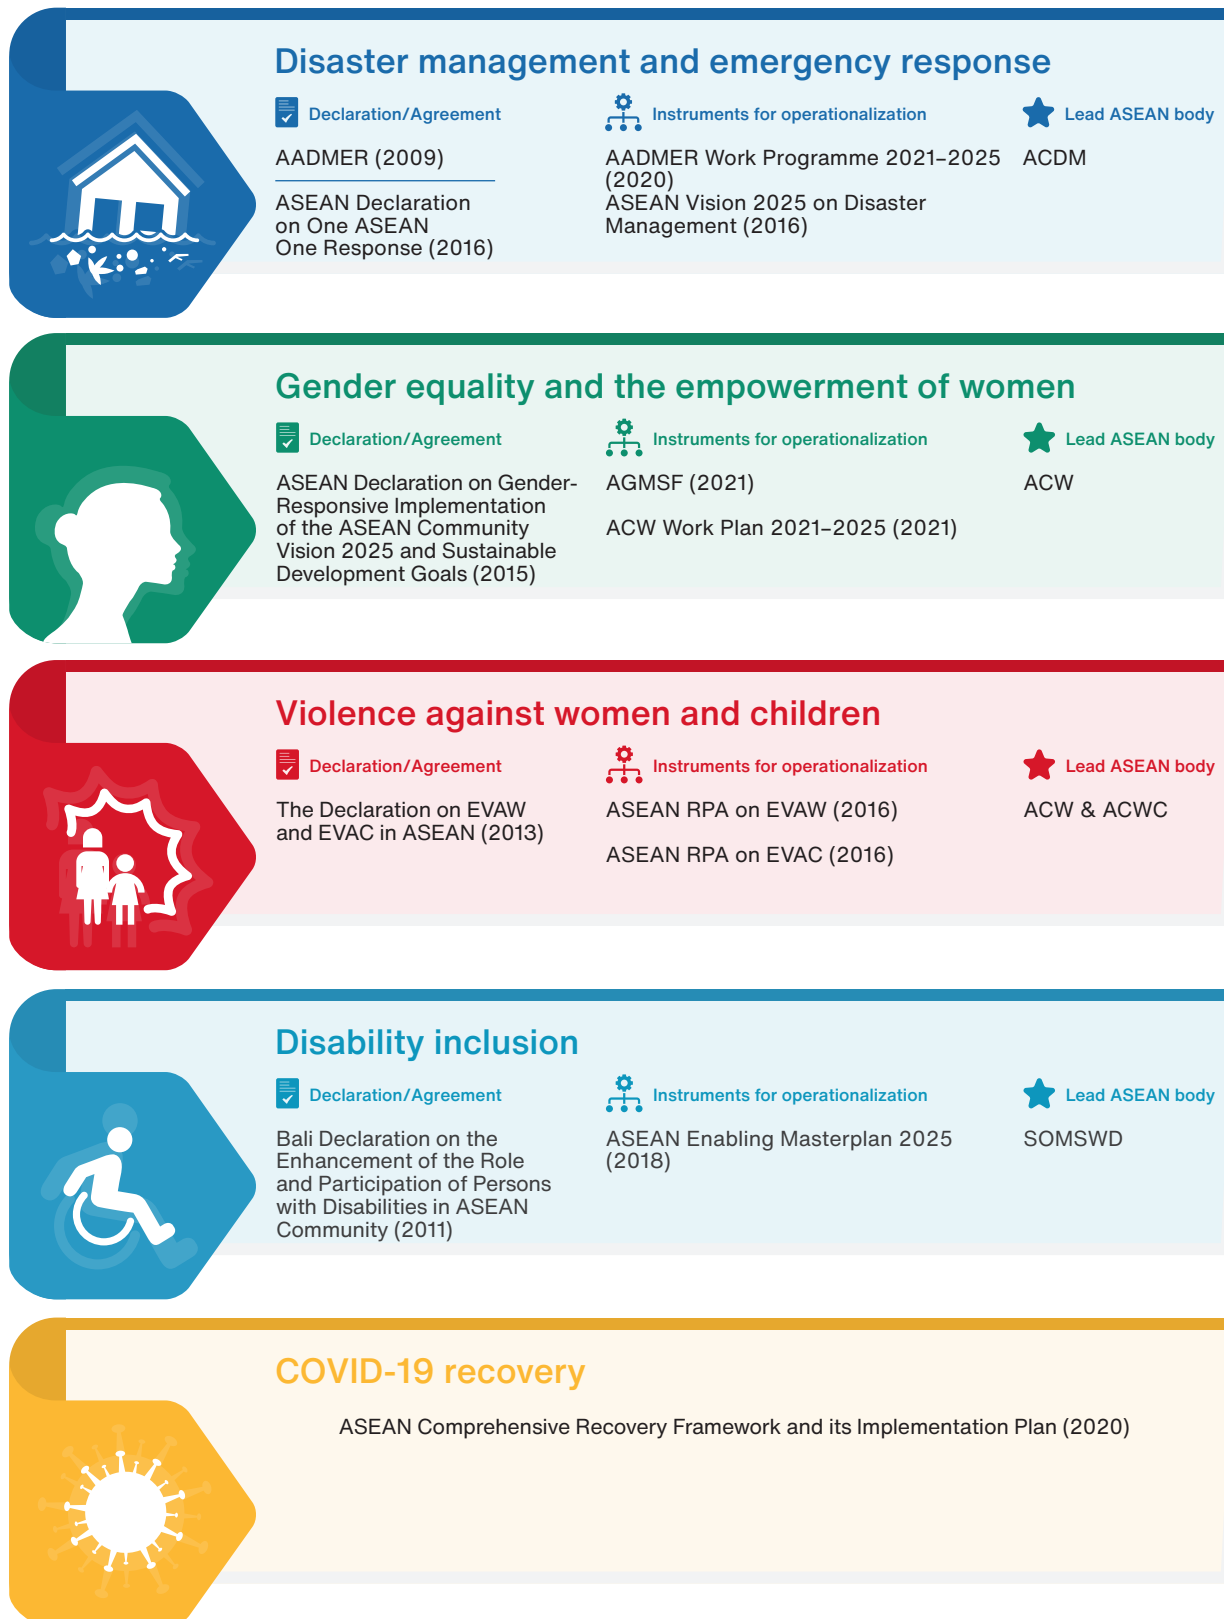 Disaster management and emergency response
Declaration/Agreement
AADMER (2009)
ASEAN Declaration
on One ASEAN
One Response (2016)
Instruments for operationalization
AADMER Work Programme 2021–2025
(2020)
ASEAN Vision 2025 on Disaster
Management (2016)
Lead ASEAN body
ACDM
Gender equality and the empowerment of women
Declaration/Agreement
ASEAN Declaration on Gender-
Responsive Implementation
of the ASEAN Community
Vision 2025 and Sustainable
Development Goals (2015)
Instruments for operationalization
AGMSF (2021)
ACW Work Plan 2021–2025 (2021)
Lead ASEAN body
ACW
Violence against women and children
Declaration/Agreement
The Declaration on EVAW
and EVAC in ASEAN (2013)
Instruments for operationalization
ASEAN RPA on EVAW (2016)
ASEAN RPA on EVAC (2016)
Lead ASEAN body
ACW & ACWC
Disability inclusion
Declaration/Agreement
Bali Declaration on the
Enhancement of the Role
and Participation of Persons
with Disabilities in ASEAN
Community (2011)
Instruments for operationalization
ASEAN Enabling Masterplan 2025
(2018)
Lead ASEAN body
SOMSWD
COVID-19 recovery
ASEAN Comprehensive Recovery Framework and its Implementation Plan (2020)